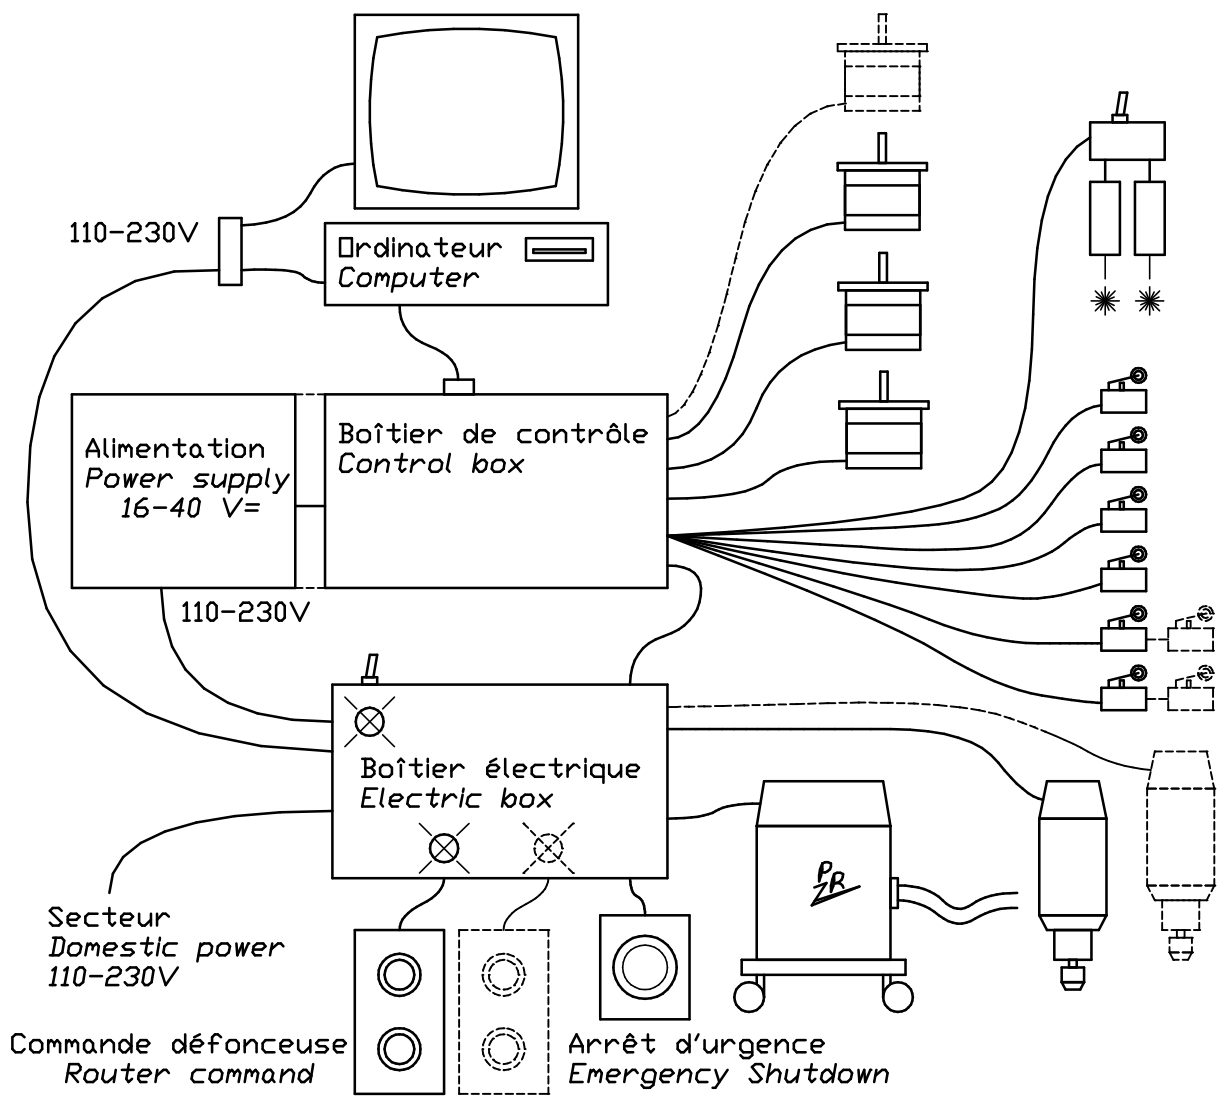 110-230V
Ordinateur
Computer
Alimentation
Power supply
16-40 V=
Boîtier de contrôle
Control box
110-230V
Boîtier électrique
Electric box
PR
Secteur
Domestic power
110-230V
Commande défonceuse
Router command
Arrêt d'urgence
Emergency Shutdown